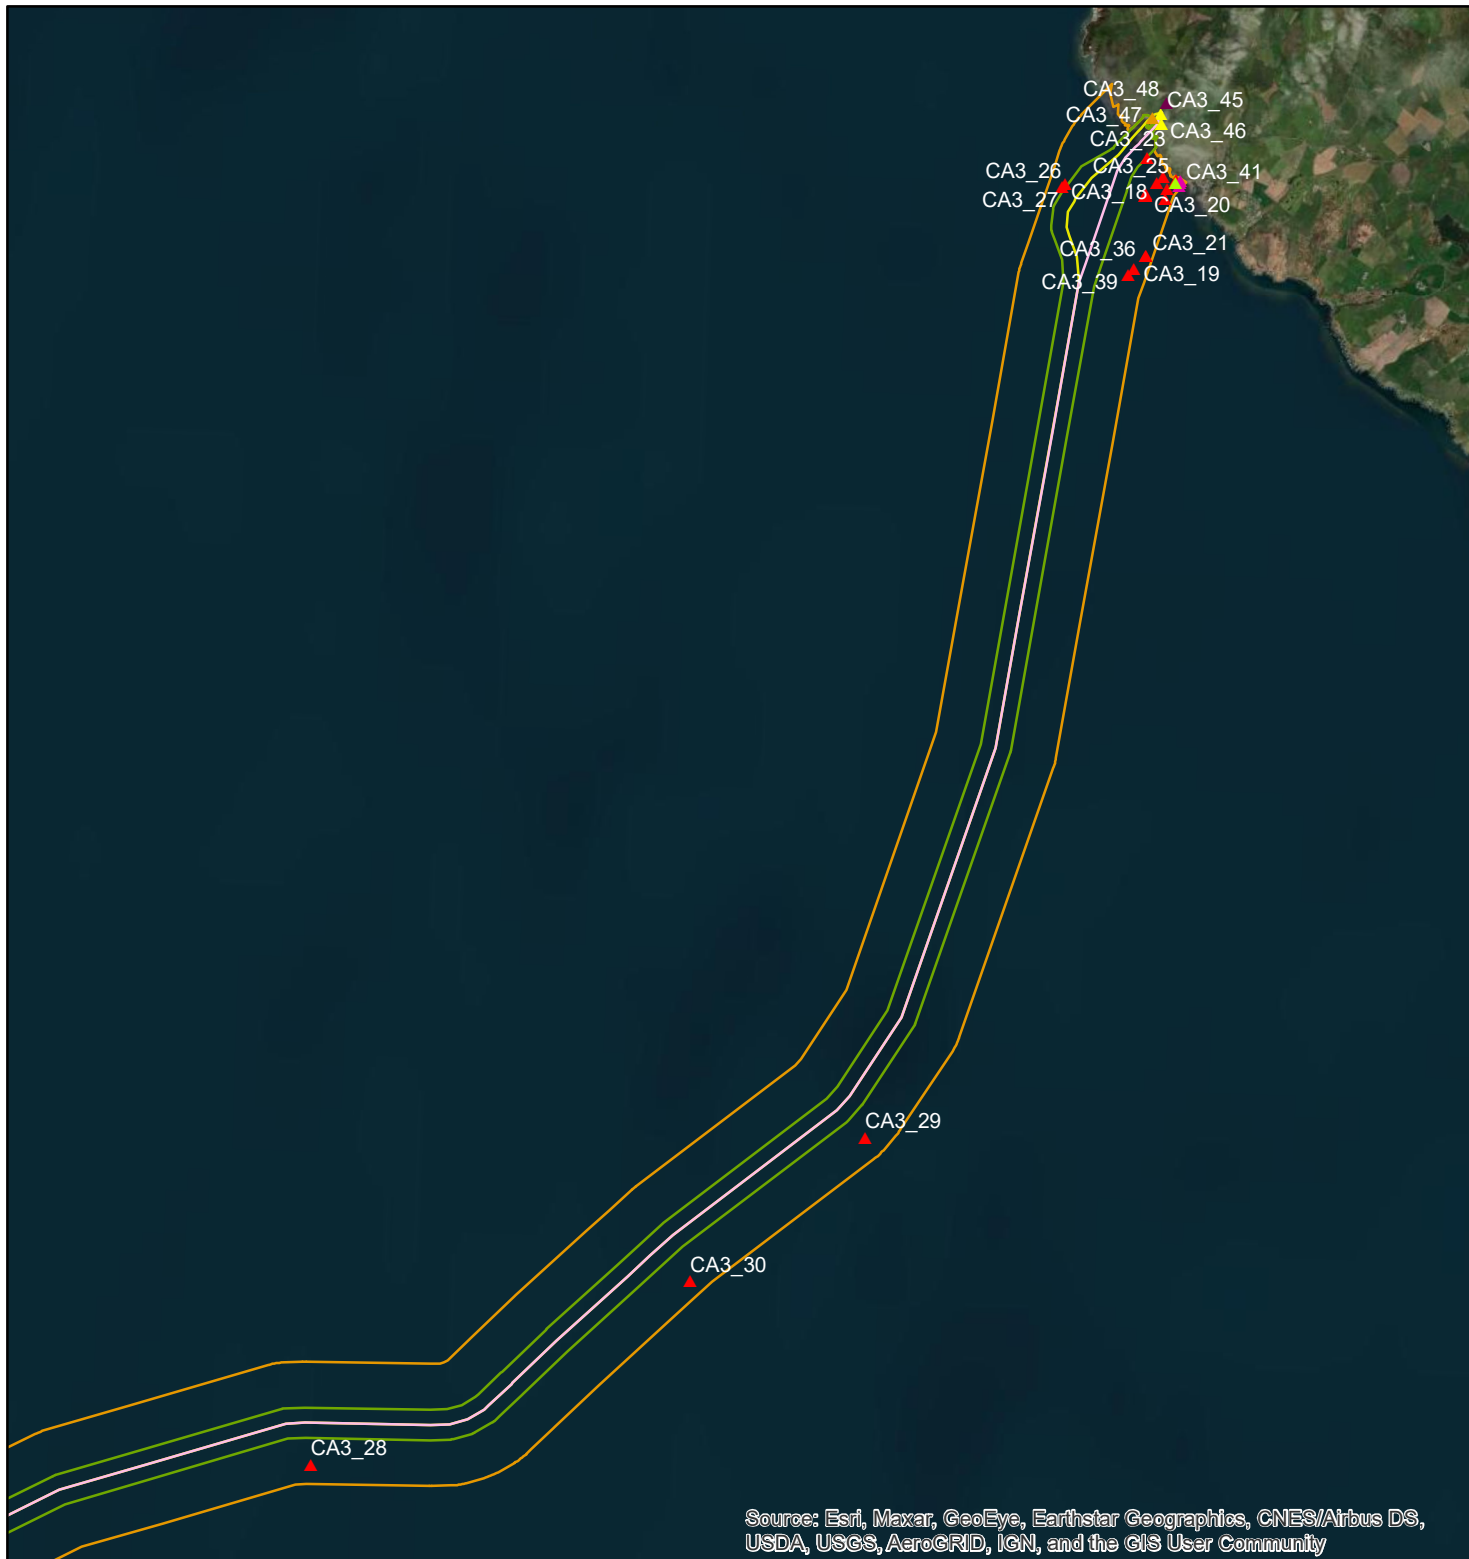 CA3_48
CA3_45
CA3_47
CA3_46
CA3_23
CA3_25
CA3_26
CA3_41
CA3_27
CA3_18
CA3_20
CA3_36
CA3_21
CA3_39
CA3_19
CA3_29
CA3_30
CA3_28
Source: Esri, Maxar, GeoEye, Earthstar Geographics, CNES/Airbus DS,
USDA, USGS, AeroGRID, IGN, and the GIS User Community